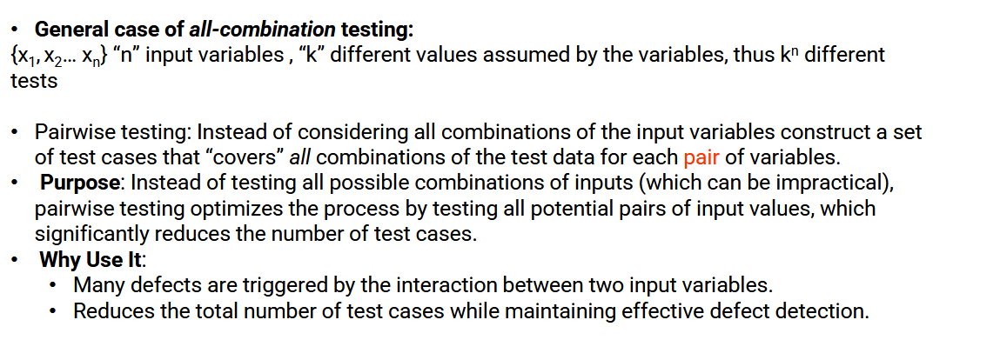 • General case of all-combination testing:
{x₁, x₂... xₙ} “n” input variables , “k” different values assumed by the variables, thus kⁿ different
tests
• Pairwise testing: Instead of considering all combinations of the input variables construct a set
of test cases that “covers” all combinations of the test data for each pair of variables.
• Purpose: Instead of testing all possible combinations of inputs (which can be impractical),
pairwise testing optimizes the process by testing all potential pairs of input values, which
significantly reduces the number of test cases.
• Why Use It:
• Many defects are triggered by the interaction between two input variables.
• Reduces the total number of test cases while maintaining effective defect detection.